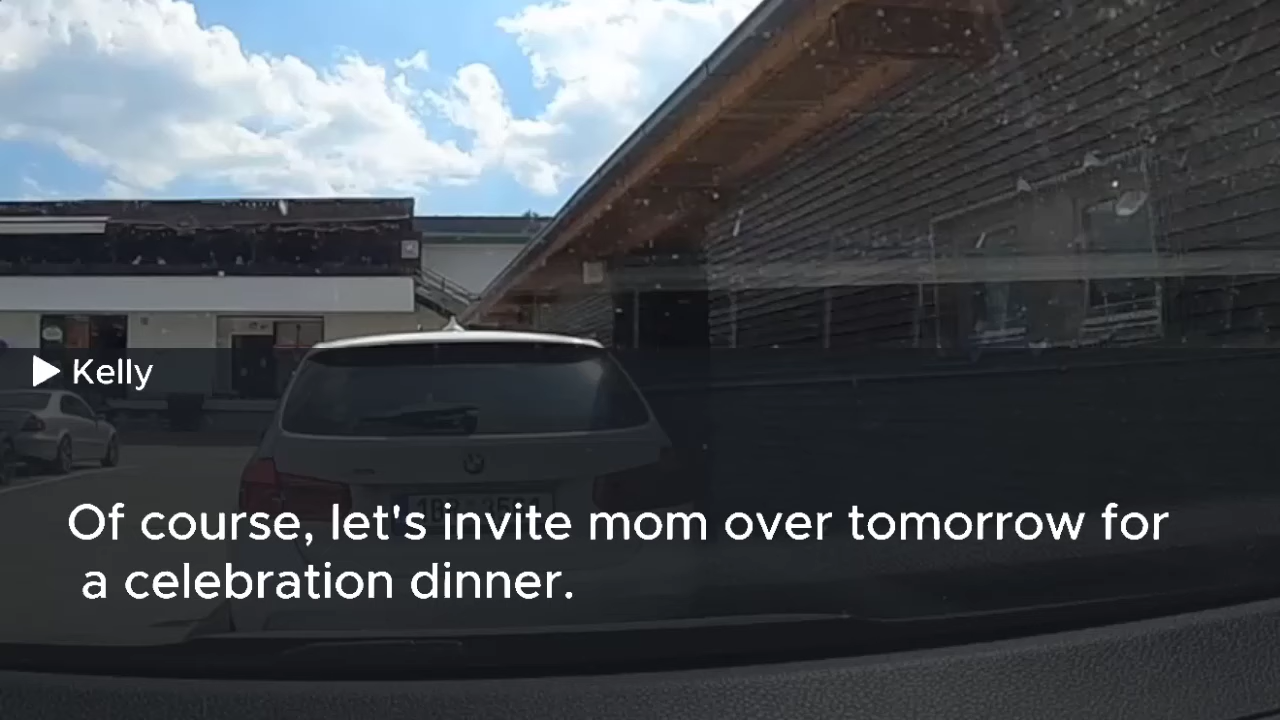 Kelly
Of course, let's invite mom over tomorrow for
a celebration dinner.